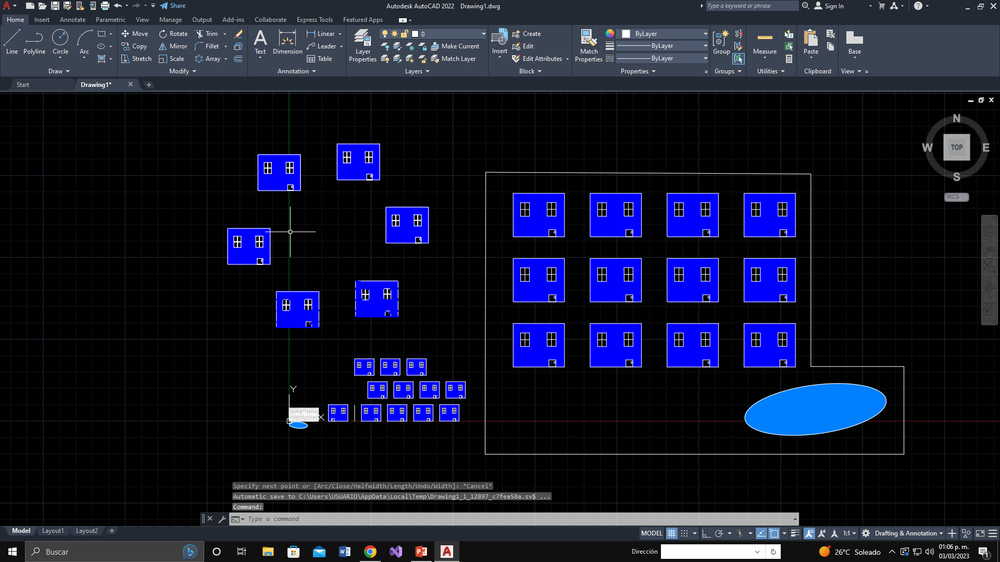 Share
Autodesk AutoCAD 2022 Drawing1.dwg
Type a keyword or phrase
Sign In
Home Insert Annotate Parametric View Manage Output Add-ins Collaborate Express Tools Featured Apps
Line Polyline Circle Arc
Move Rotate Trim
Copy Mirror Fillet
Stretch Scale Array
Text Dimension
Linear
Leader
Table
Layer Properties
0
Make Current
Match Layer
Insert
Create
Edit
Edit Attributes
Match Properties
ByLayer
ByLayer
ByLayer
Group
Measure
Paste
Base
Draw Modify Annotation Layers Block Properties Groups Utilities Clipboard View
Start Drawing1*
N
W TOP E
S
WCS
Y
X
Specify next point or [Arc/Close/Halfwidth/Length/Undo/Width]: *Cancel*
Automatic save to C:\Users\USUARIO\AppData\Local\Temp\Drawing1_1_12897_c7fea58a.sv$ ...
Command:
Type a command
Model Layout1 Layout2
MODEL 1:1 Drafting & Annotation
Buscar
Dirección
26°C Soleado
01:06 p. m.
03/03/2023
1